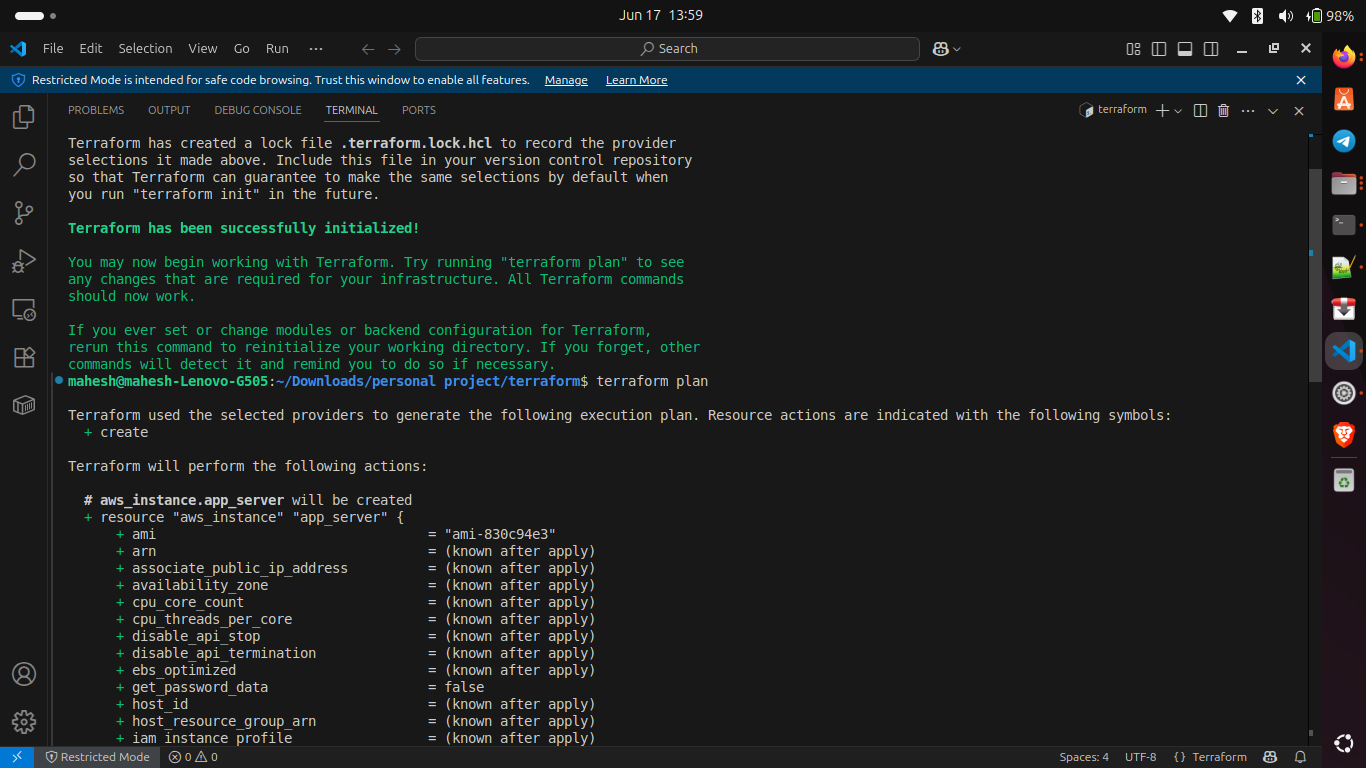 Jun 17 13:59
98%
File Edit Selection View Go Run ··· Search
Restricted Mode is intended for safe code browsing. Trust this window to enable all features. Manage Learn More
PROBLEMS OUTPUT DEBUG CONSOLE TERMINAL PORTS terraform
Terraform has created a lock file .terraform.lock.hcl to record the provider
selections it made above. Include this file in your version control repository
so that Terraform can guarantee to make the same selections by default when
you run "terraform init" in the future.
Terraform has been successfully initialized!
You may now begin working with Terraform. Try running "terraform plan" to see
any changes that are required for your infrastructure. All Terraform commands
should now work.
If you ever set or change modules or backend configuration for Terraform,
rerun this command to reinitialize your working directory. If you forget, other
commands will detect it and remind you to do so if necessary.
mahesh@mahesh-Lenovo-G505:~/Downloads/personal project/terraform$ terraform plan
Terraform used the selected providers to generate the following execution plan. Resource actions are indicated with the following symbols:
+ create
Terraform will perform the following actions:
# aws_instance.app_server will be created
+ resource "aws_instance" "app_server" {
+ ami = "ami-830c94e3"
+ arn = (known after apply)
+ associate_public_ip_address = (known after apply)
+ availability_zone = (known after apply)
+ cpu_core_count = (known after apply)
+ cpu_threads_per_core = (known after apply)
+ disable_api_stop = (known after apply)
+ disable_api_termination = (known after apply)
+ ebs_optimized = (known after apply)
+ get_password_data = false
+ host_id = (known after apply)
+ host_resource_group_arn = (known after apply)
+ iam_instance_profile = (known after apply)
Restricted Mode 0 0 Spaces: 4 UTF-8 {} Terraform